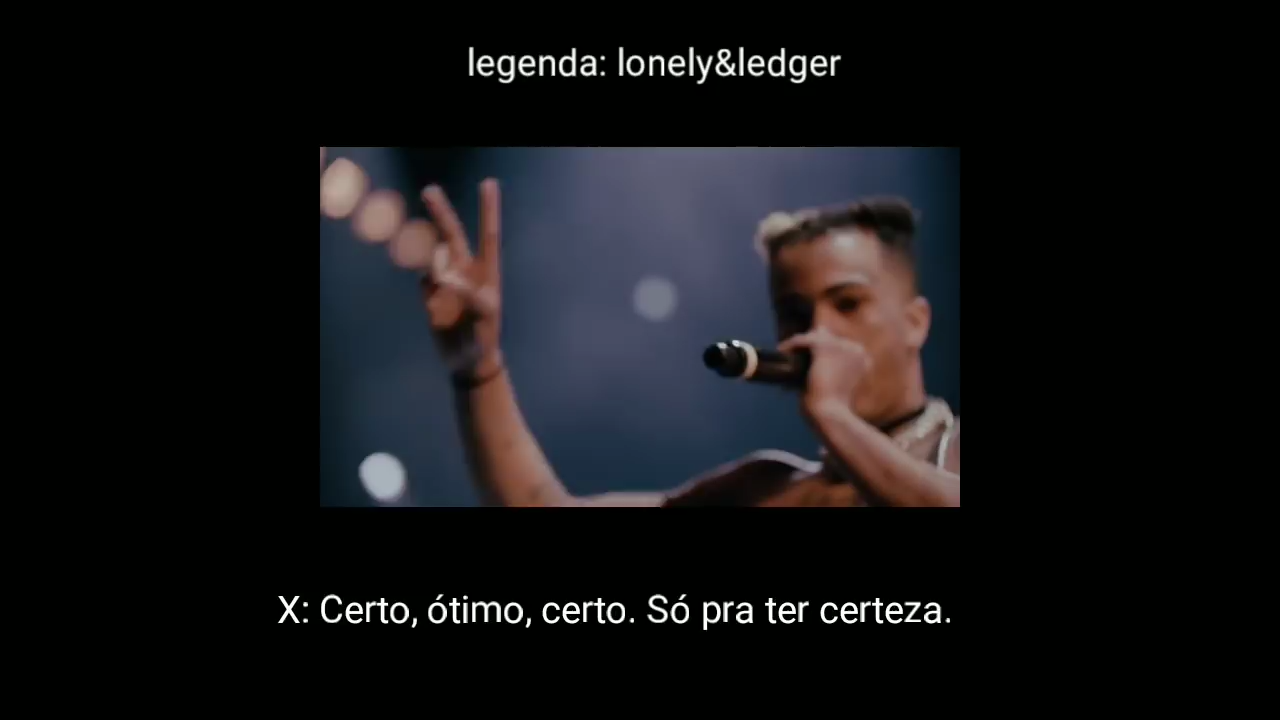 legenda: lonely&ledger
X: Certo, ótimo, certo. Só pra ter certeza.